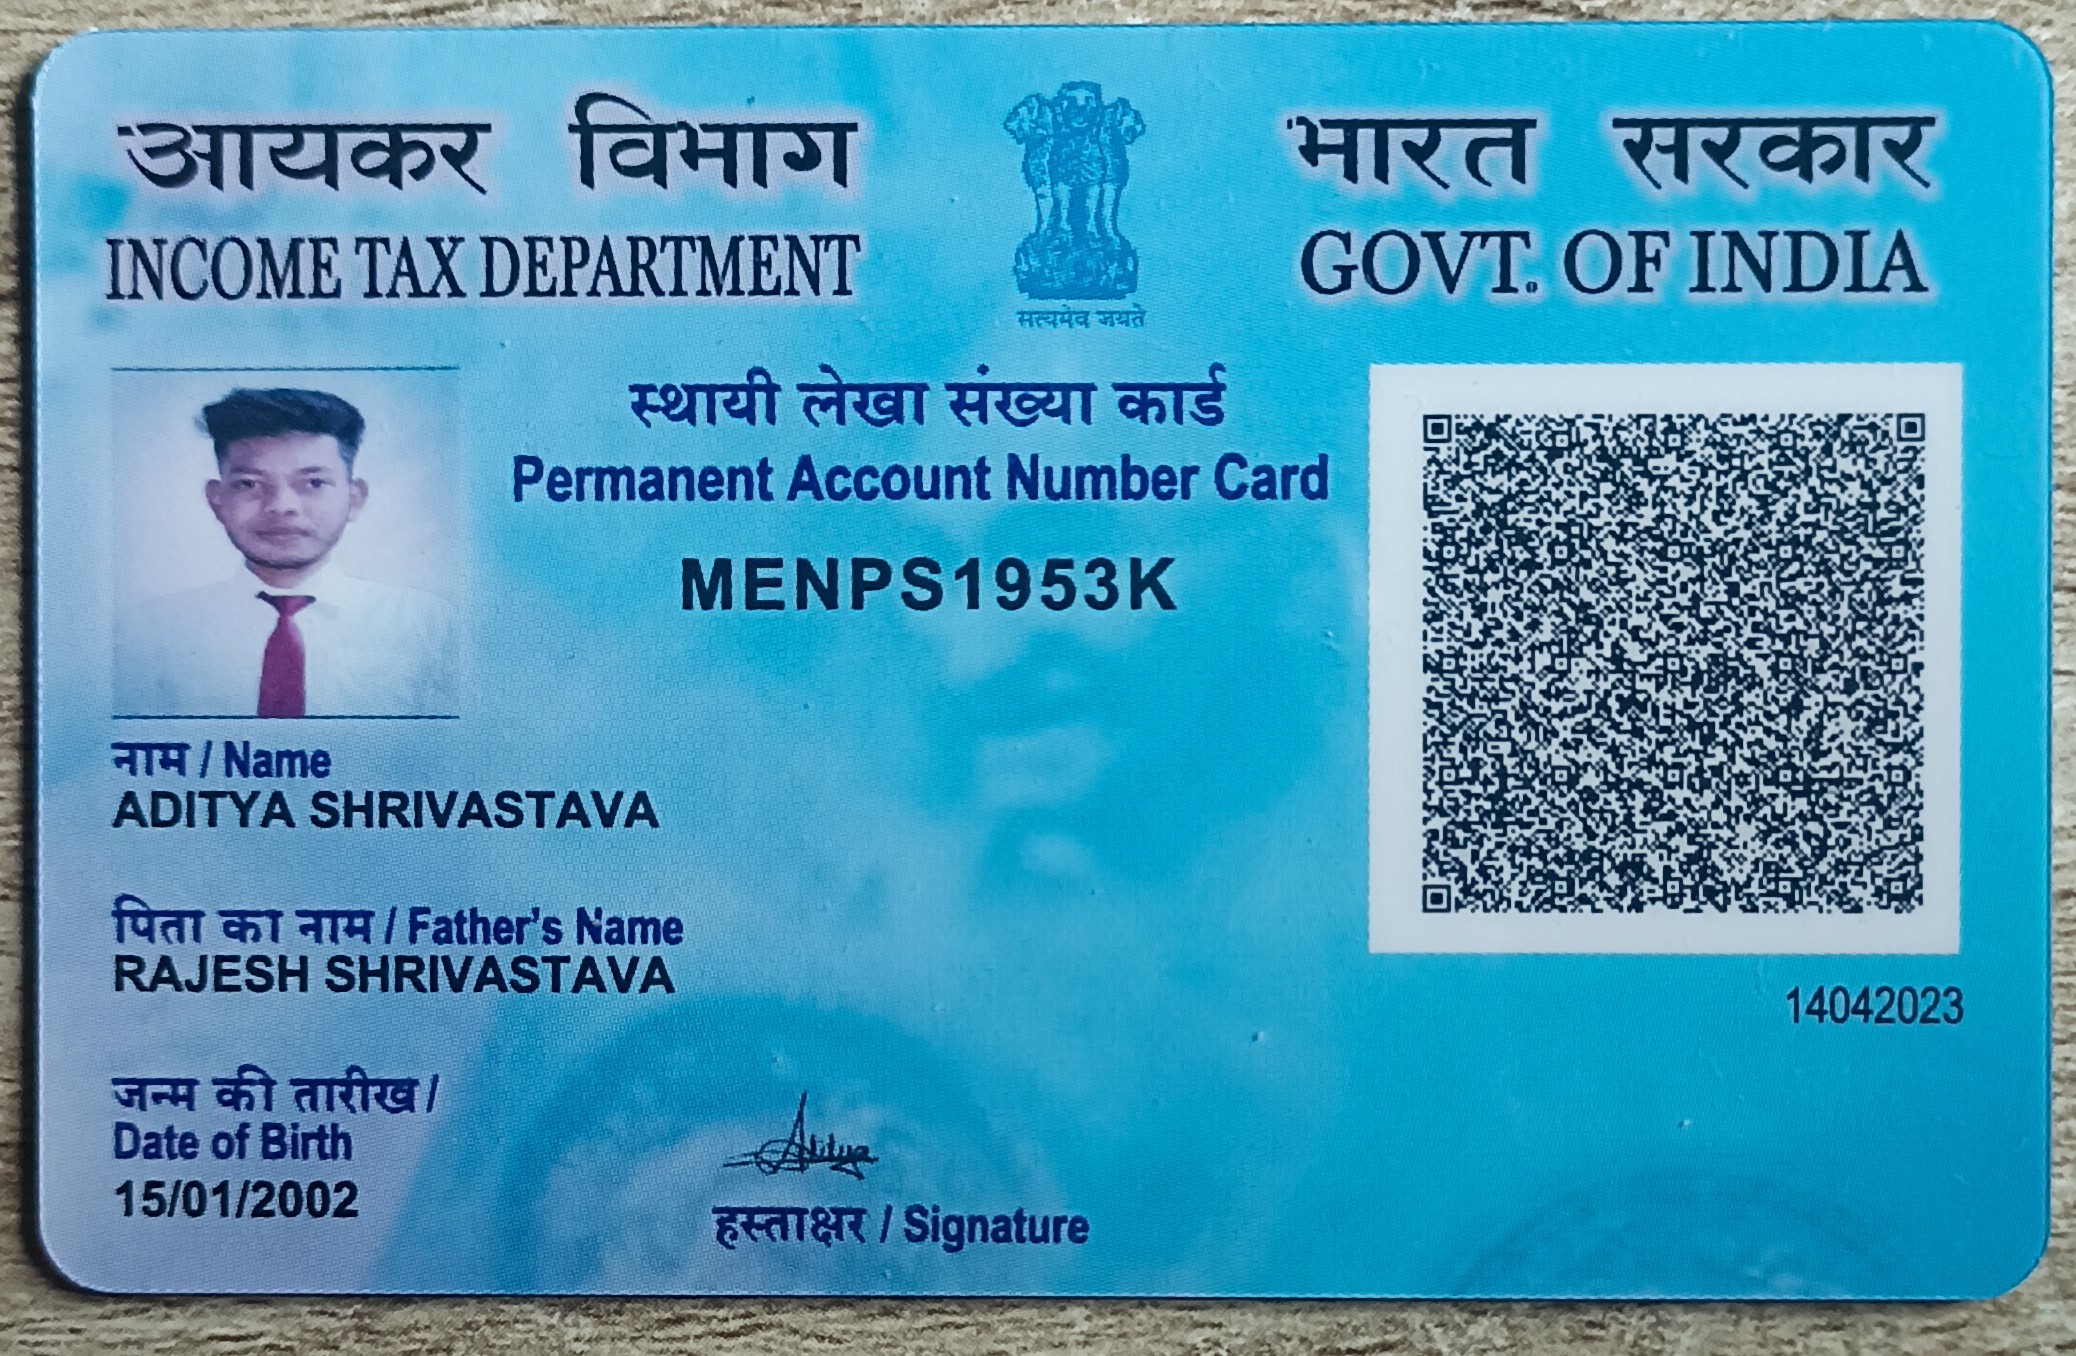 आयकर विभाग
INCOME TAX DEPARTMENT
सत्यमेव जयते
भारत सरकार
GOVT. OF INDIA
स्थायी लेखा संख्या कार्ड
Permanent Account Number Card
MENPS1953K
नाम / Name
ADITYA SHRIVASTAVA
पिता का नाम / Father's Name
RAJESH SHRIVASTAVA
14042023
जन्म की तारीख /
Date of Birth
15/01/2002
Aditya
हस्ताक्षर / Signature